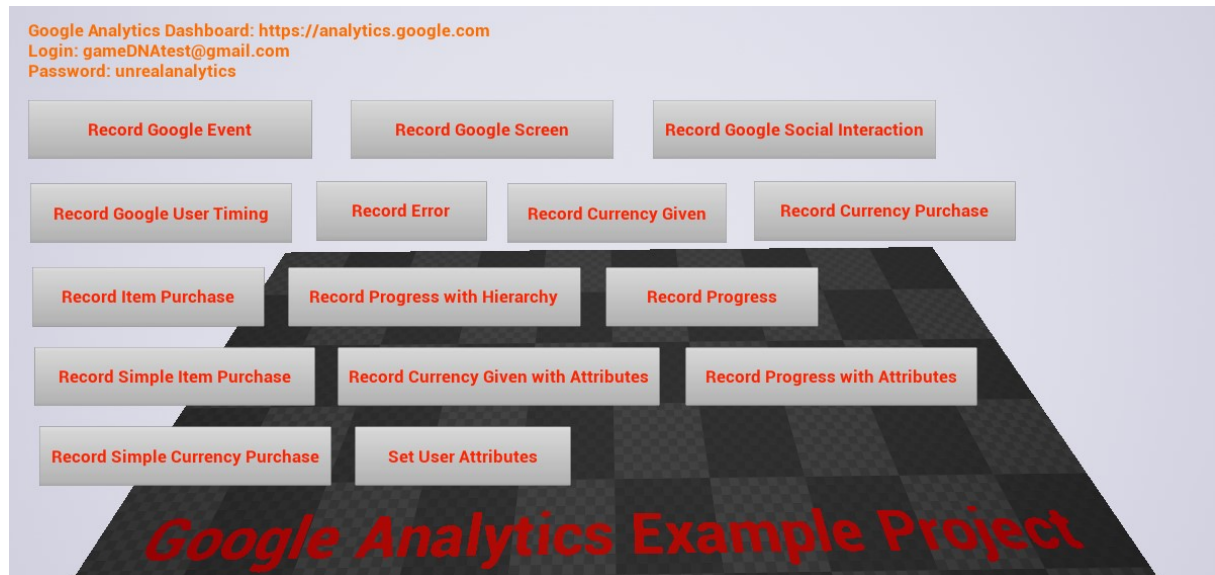 Google Analytics Dashboard: https://analytics.google.com
Login: gameDNAtest@gmail.com
Password: unrealanalytics
Record Google Event
Record Google Screen
Record Google Social Interaction
Record Google User Timing
Record Error
Record Currency Given
Record Currency Purchase
Record Item Purchase
Record Progress with Hierarchy
Record Progress
Record Simple Item Purchase
Record Currency Given with Attributes
Record Progress with Attributes
Record Simple Currency Purchase
Set User Attributes
Google Analytics Example Project